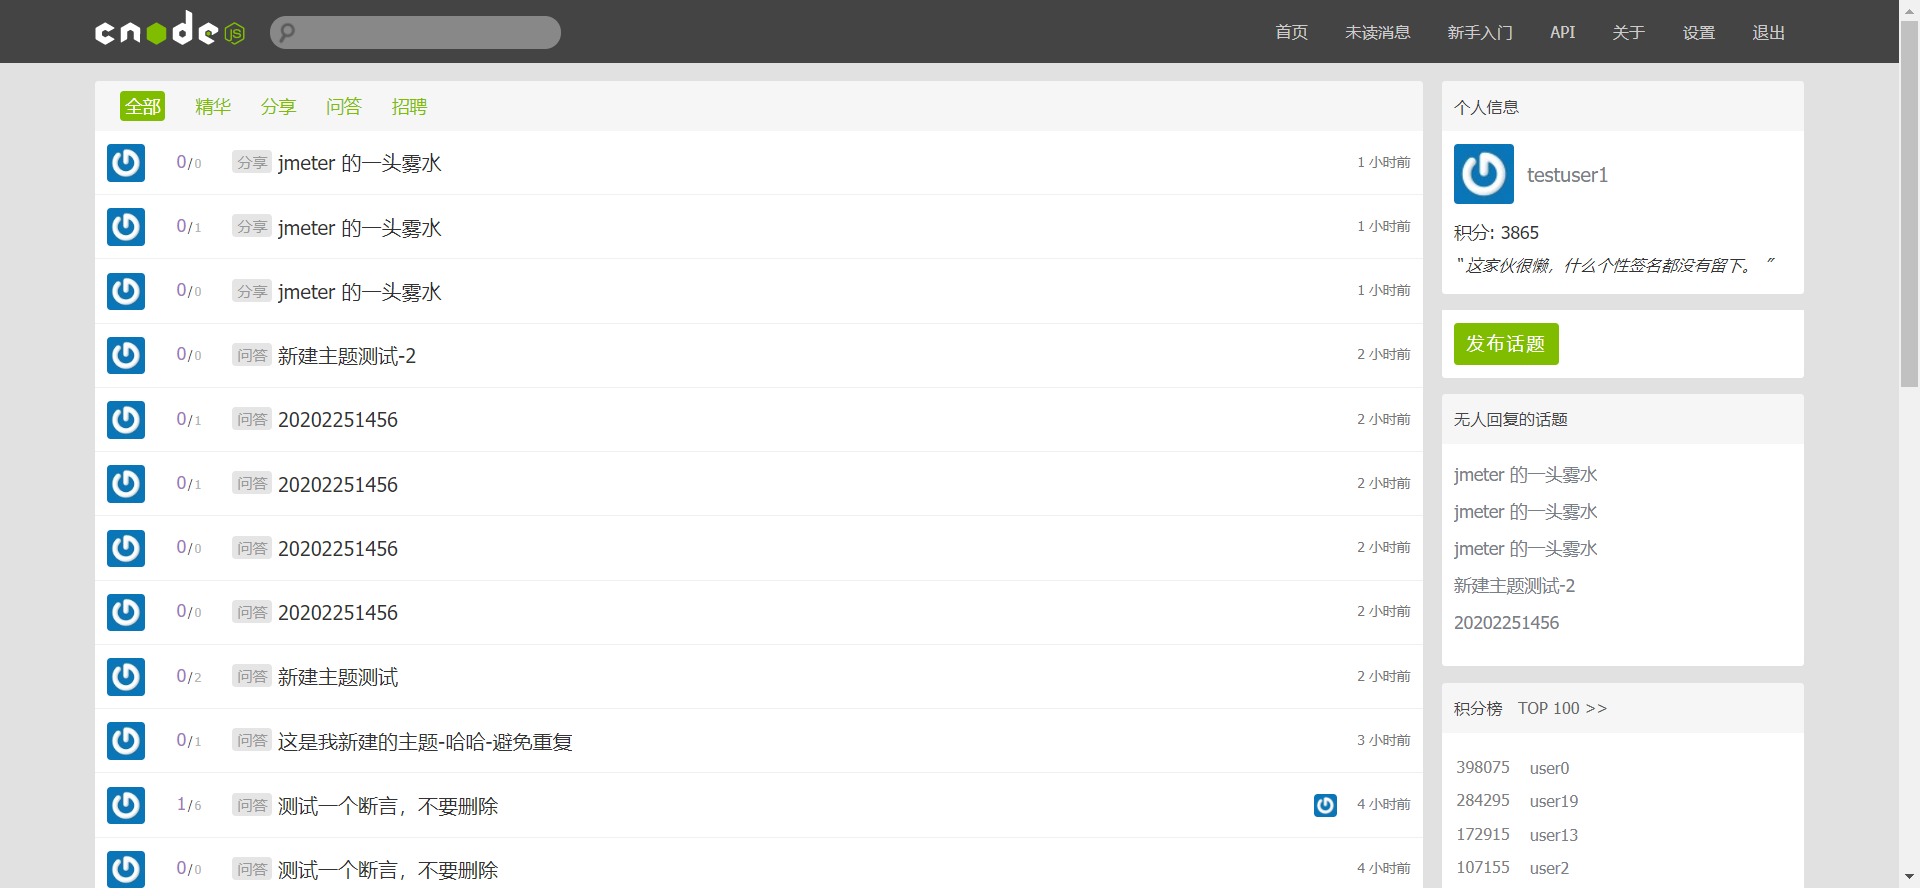 cnode JS
首页 未读消息 新手入门 API 关于 设置 退出
全部 精华 分享 问答 招聘
0/0 分享 jmeter 的一头雾水 1 小时前
0/1 分享 jmeter 的一头雾水 1 小时前
0/0 分享 jmeter 的一头雾水 1 小时前
0/0 问答 新建主题测试-2 2 小时前
0/1 问答 20202251456 2 小时前
0/1 问答 20202251456 2 小时前
0/0 问答 20202251456 2 小时前
0/0 问答 20202251456 2 小时前
0/2 问答 新建主题测试 2 小时前
0/1 问答 这是我新建的主题-哈哈-避免重复 3 小时前
1/6 问答 测试一个断言，不要删除 4 小时前
0/0 问答 测试一个断言，不要删除 4 小时前
个人信息
testuser1
积分: 3865
“ 这家伙很懒，什么个性签名都没有留下。 ”
发布话题
无人回复的话题
jmeter 的一头雾水
jmeter 的一头雾水
jmeter 的一头雾水
新建主题测试-2
20202251456
积分榜 TOP 100 >>
398075 user0
284295 user19
172915 user13
107155 user2